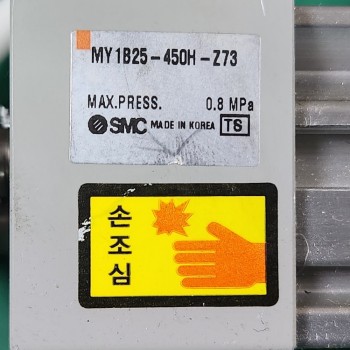 MY1B25-450H-Z73
MAX.PRESS. 0.8 MPa
SMC MADE IN KOREA TS
손조심